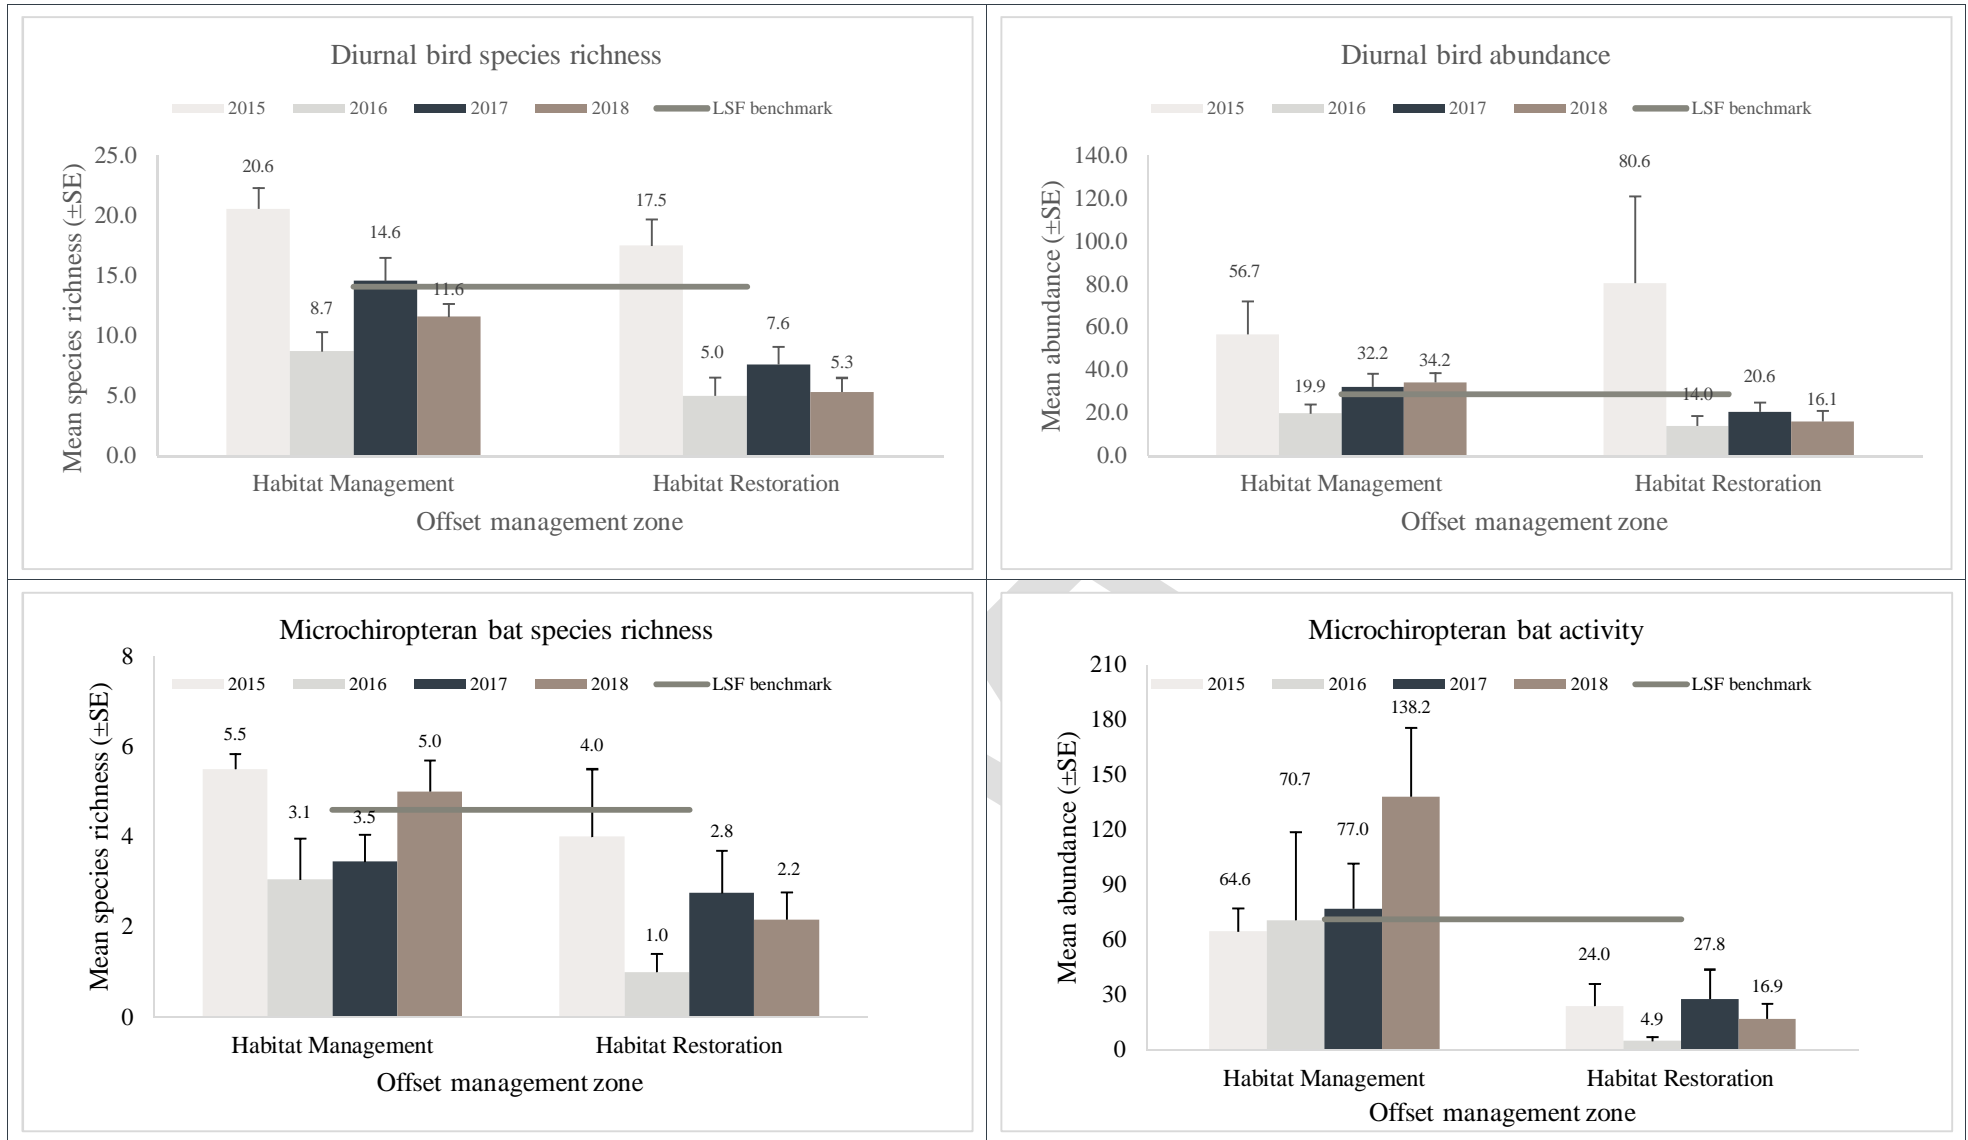 Diurnal bird species richness
2015 2016 2017 2018 LSF benchmark
Mean species richness (±SE)
25.0
20.0
15.0
10.0
5.0
0.0
20.6
8.7
14.6
11.6
17.5
5.0
7.6
5.3
Habitat Management Habitat Restoration
Offset management zone
Diurnal bird abundance
2015 2016 2017 2018 LSF benchmark
Mean abundance (±SE)
140.0
120.0
100.0
80.0
60.0
40.0
20.0
0.0
56.7
19.9
32.2
34.2
80.6
14.0
20.6
16.1
Habitat Management Habitat Restoration
Offset management zone
Microchiropteran bat species richness
2015 2016 2017 2018 LSF benchmark
Mean species richness (±SE)
8
6
4
2
0
5.5
3.1
3.5
5.0
4.0
1.0
2.8
2.2
Habitat Management Habitat Restoration
Offset management zone
Microchiropteran bat activity
2015 2016 2017 2018 LSF benchmark
Mean abundance (±SE)
210
180
150
120
90
60
30
0
64.6
70.7
77.0
138.2
24.0
4.9
27.8
16.9
Habitat Management Habitat Restoration
Offset management zone